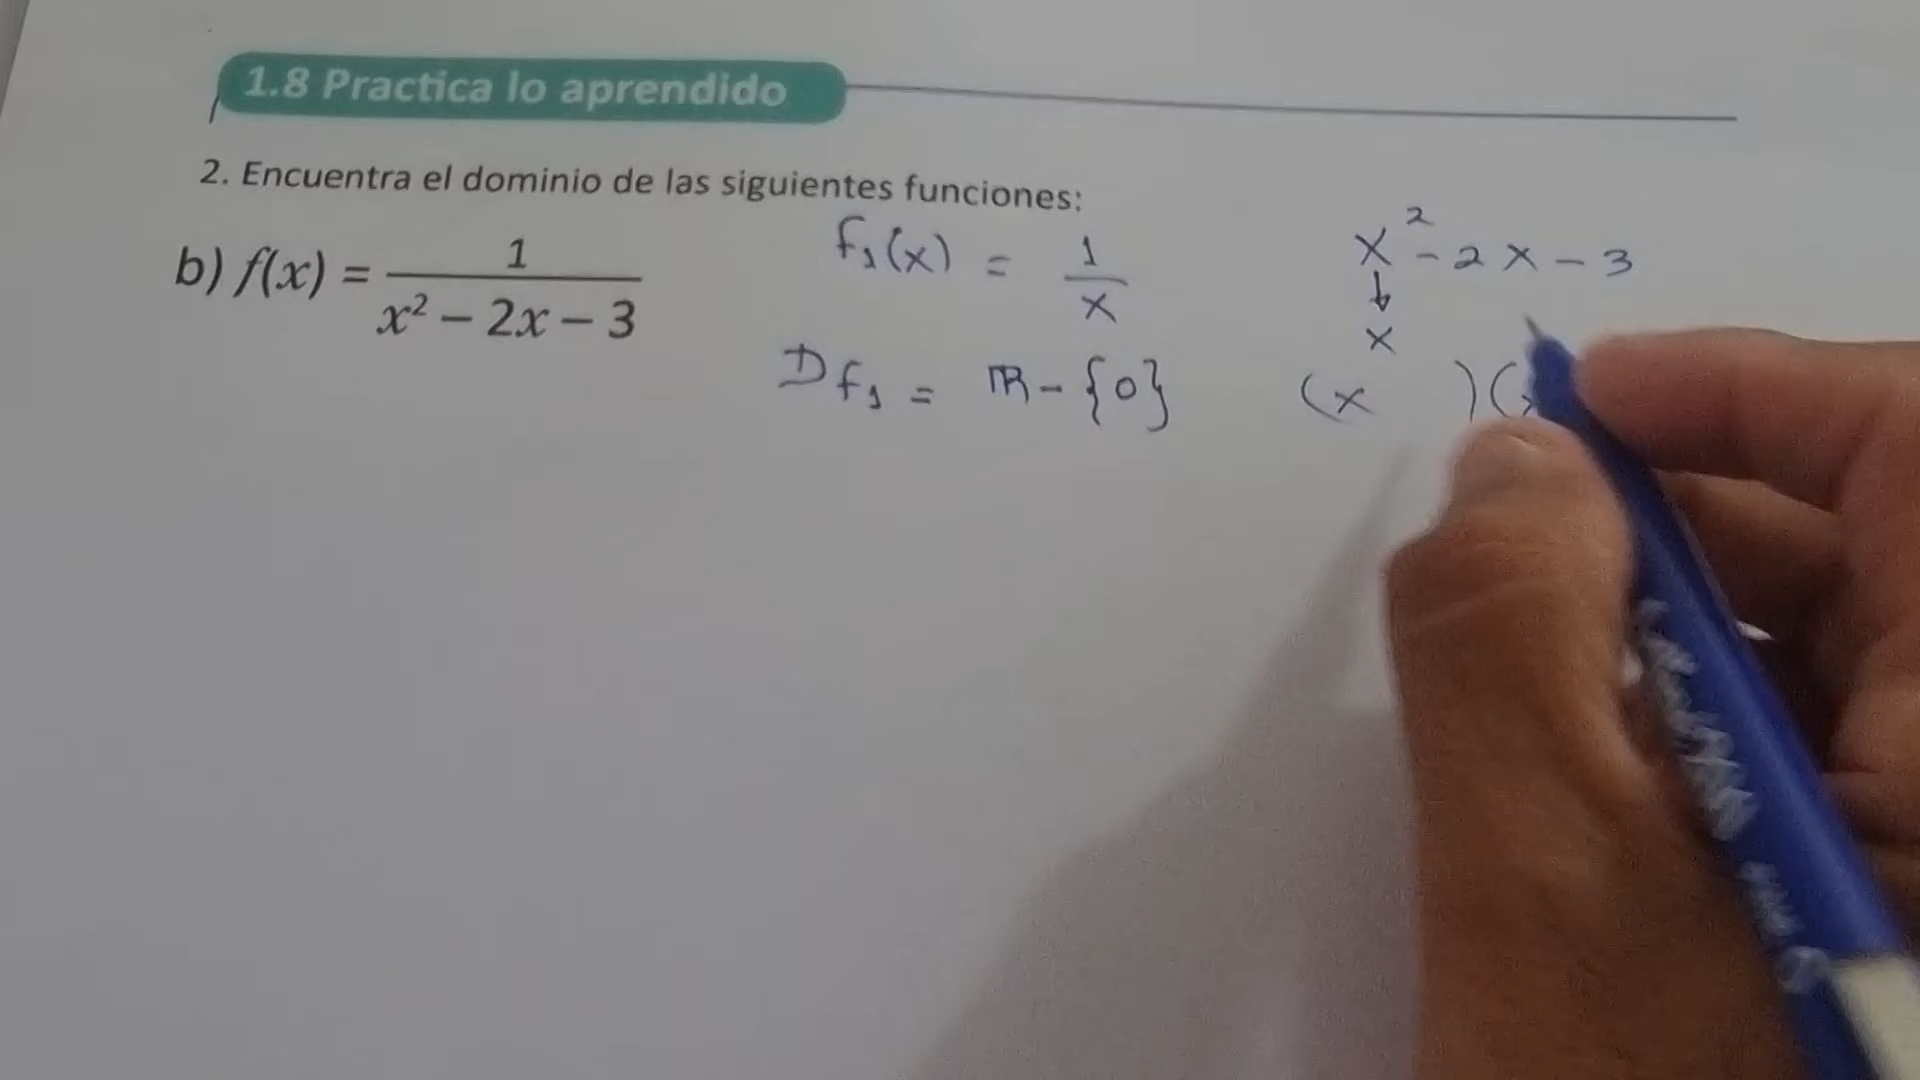 1.8 Practica lo aprendido
2. Encuentra el dominio de las siguientes funciones:
b) f(x) = 1 / (x² – 2x – 3)
f₁(x) = 1 / x
Df₁ = ℝ - {0}
x² - 2x - 3
↓
x
(x )(